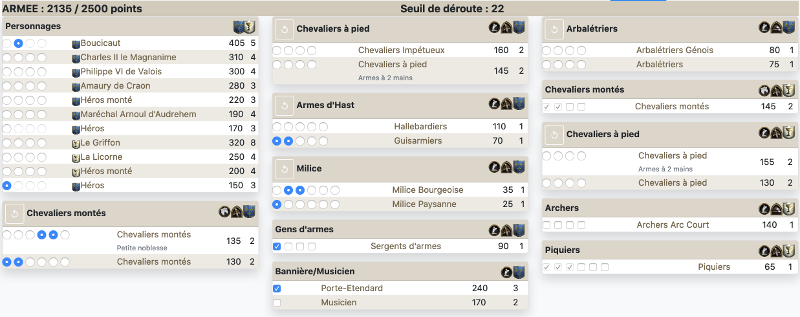 ARMEE : 2135 / 2500 points
Seuil de déroute : 22
Personnages
Boucicaut 405 5
Charles II le Magnanime 310 4
Philippe VI de Valois 300 4
Amaury de Craon 280 3
Héros monté 220 3
Maréchal Arnoul d'Audrehem 190 4
Héros 170 3
Le Griffon 320 8
La Licorne 250 4
Héros monté 200 4
Héros 150 3
Chevaliers montés
Chevaliers montés 135 2
Petite noblesse
Chevaliers montés 130 2
Chevaliers à pied
Chevaliers Impétueux 160 2
Chevaliers à pied 145 2
Armes à 2 mains
Armes d'Hast
Hallebardiers 110 1
Guisarmiers 70 1
Milice
Milice Bourgeoise 35 1
Milice Paysanne 25 1
Gens d'armes
Sergents d'armes 90 1
Bannière/Musicien
Porte-Etendard 240 3
Musicien 170 2
Arbalétriers
Arbalétriers Génois 80 1
Arbalétriers 75 1
Chevaliers montés
Chevaliers montés 145 2
Chevaliers à pied
Chevaliers à pied 155 2
Armes à 2 mains
Chevaliers à pied 130 2
Archers
Archers Arc Court 140 1
Piquiers
Piquiers 65 1